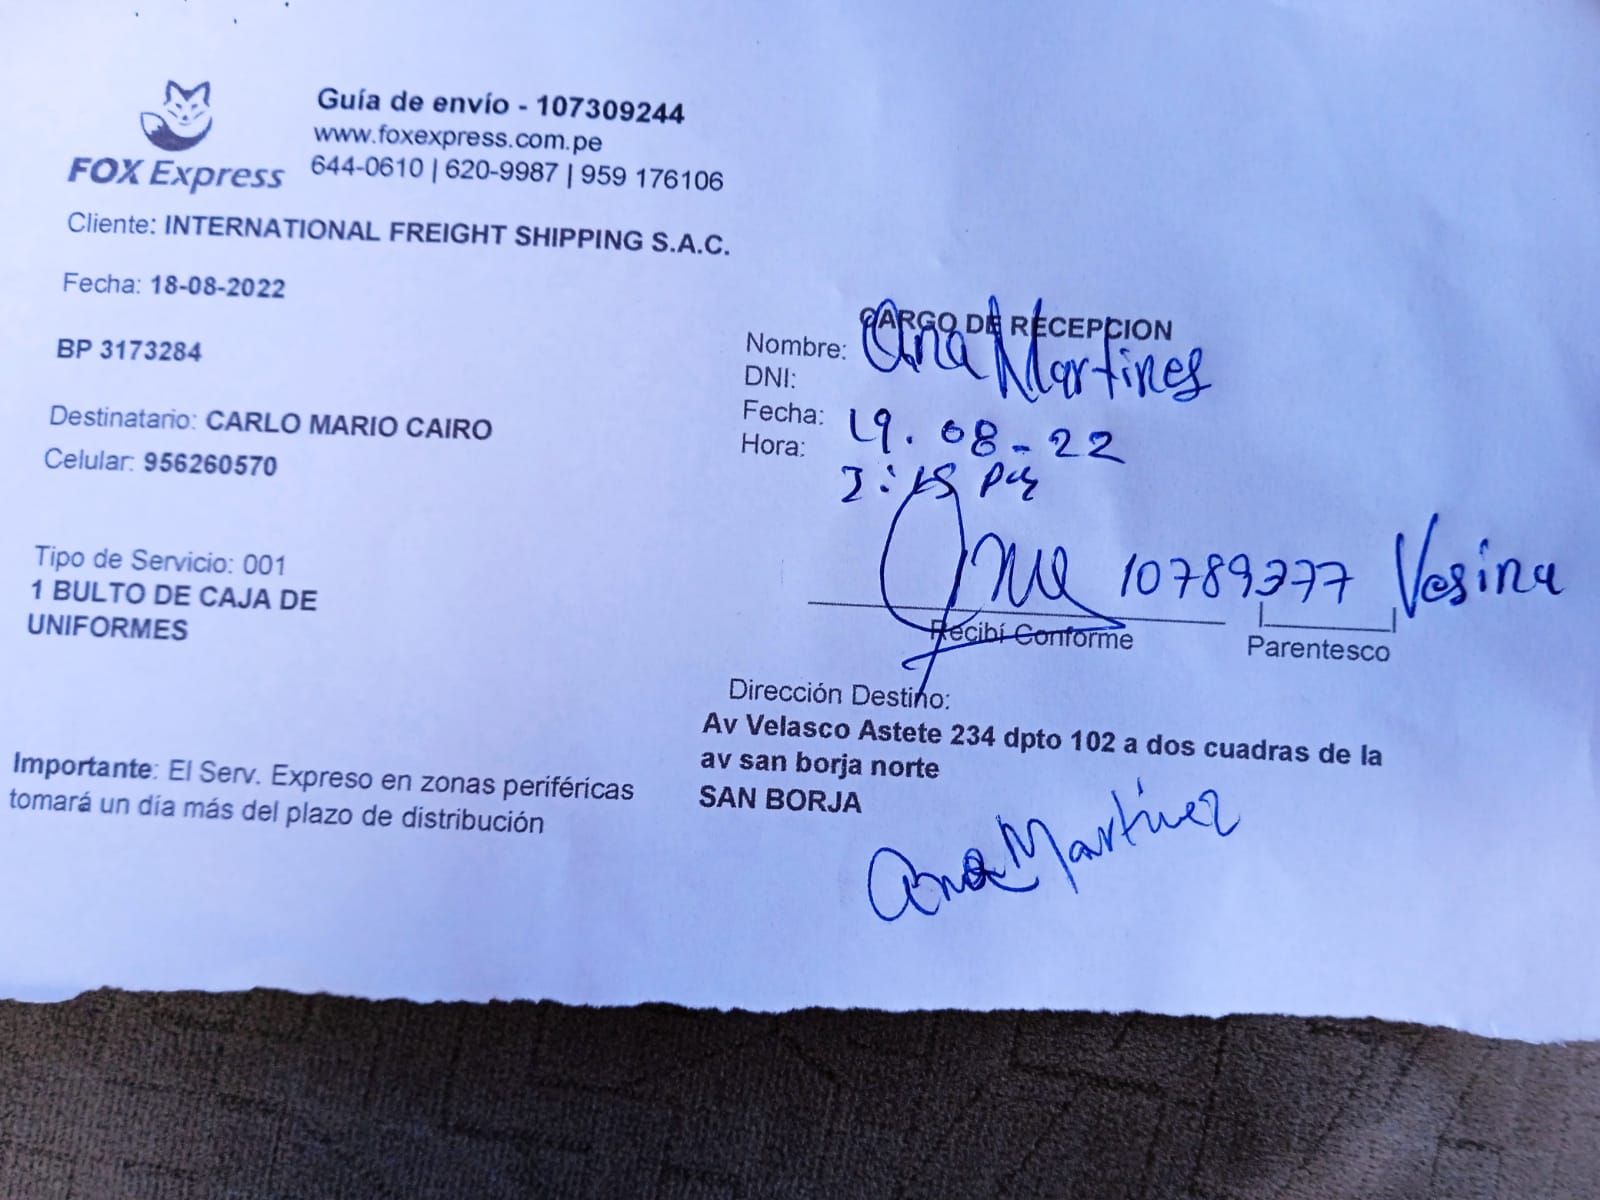 FOX Express
Guía de envío - 107309244
www.foxexpress.com.pe
644-0610 | 620-9987 | 959 176106
Cliente: INTERNATIONAL FREIGHT SHIPPING S.A.C.
Fecha: 18-08-2022
BP 3173284
Destinatario: CARLO MARIO CAIRO
Celular: 956260570
Tipo de Servicio: 001
1 BULTO DE CAJA DE
UNIFORMES
Importante: El Serv. Expreso en zonas periféricas
tomará un día más del plazo de distribución
CARGO DE RECEPCION
Nombre: Ana Martines
DNI:
Fecha: 19.08-22
Hora:
3:15 Pm
10789377 Vesina
Recibí Conforme
Parentesco
Dirección Destino:
Av Velasco Astete 234 dpto 102 a dos cuadras de la
av san borja norte
SAN BORJA
Ana Martinez